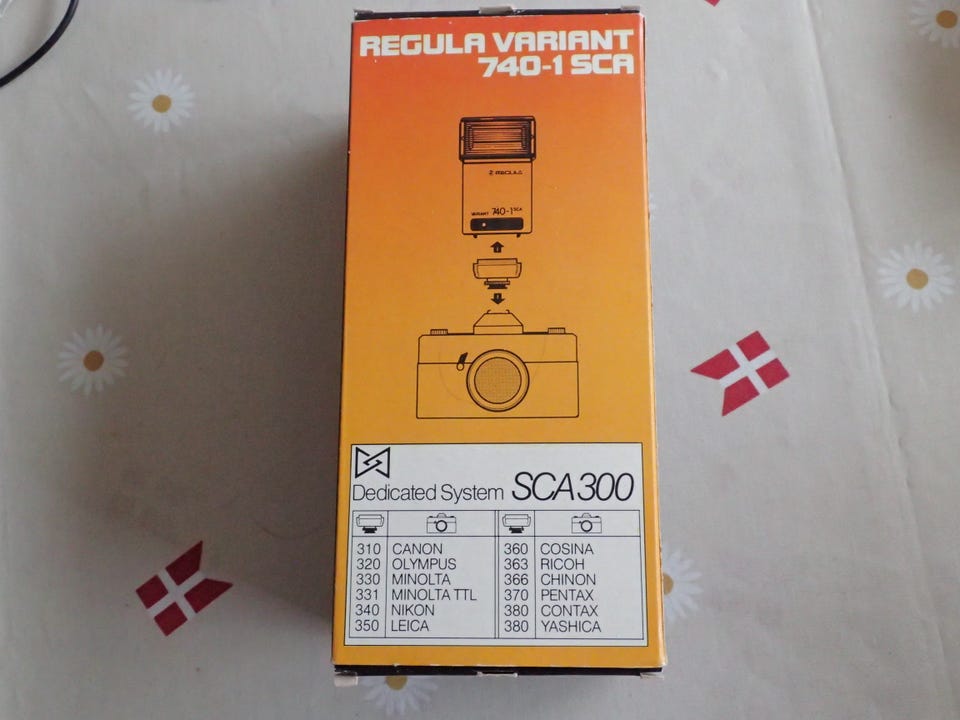 REGULA VARIANT
740-1 SCA
REGULA
VARIANT 740-1 SCA
Dedicated System SCA300
310 CANON 360 COSINA
320 OLYMPUS 363 RICOH
330 MINOLTA 366 CHINON
331 MINOLTA TTL 370 PENTAX
340 NIKON 380 CONTAX
350 LEICA 380 YASHICA